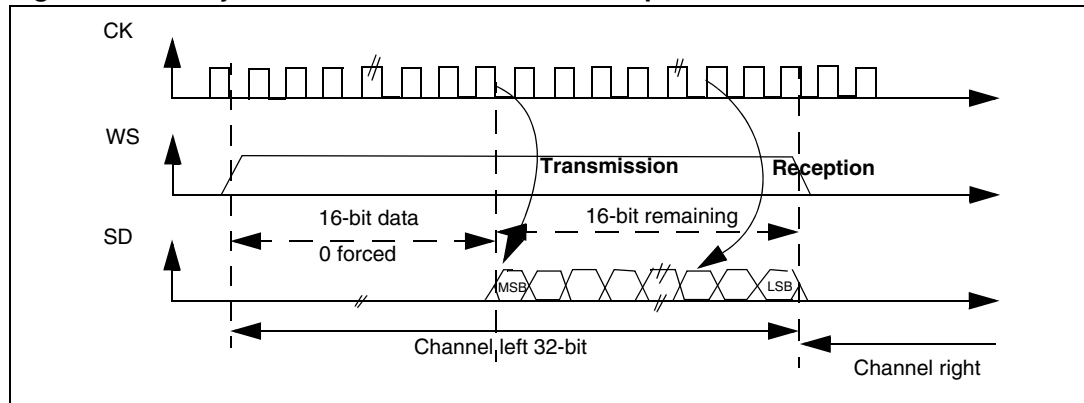 CK
WS
Transmission
Reception
16-bit data
16-bit remaining
SD
0 forced
MSB
LSB
Channel left 32-bit
Channel right